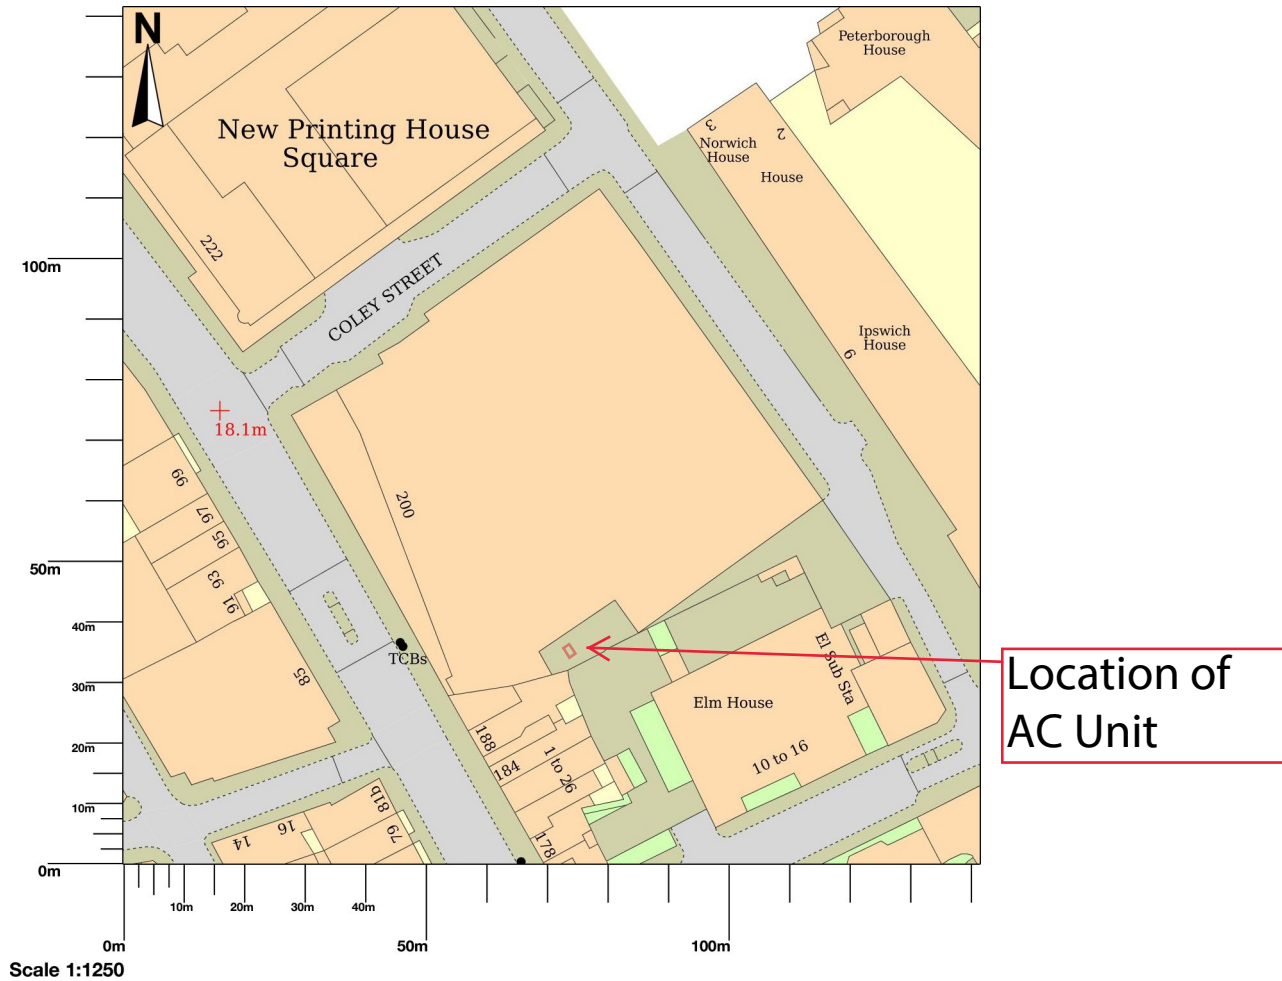 N
Peterborough
House
New Printing House
Square
3
2
Norwich
House
House
222
100m
COLEY STREET
Ipswich
House
9
18.1m
99
200
97
95
93
91
50m
40m
TCBs
85
30m
El Sub Sta
Location of
AC Unit
Elm House
188
20m
184
1 to 26
10 to 16
10m
81b
16
79
14
178
0m
10m
20m
30m
40m
0m
50m
100m
Scale 1:1250